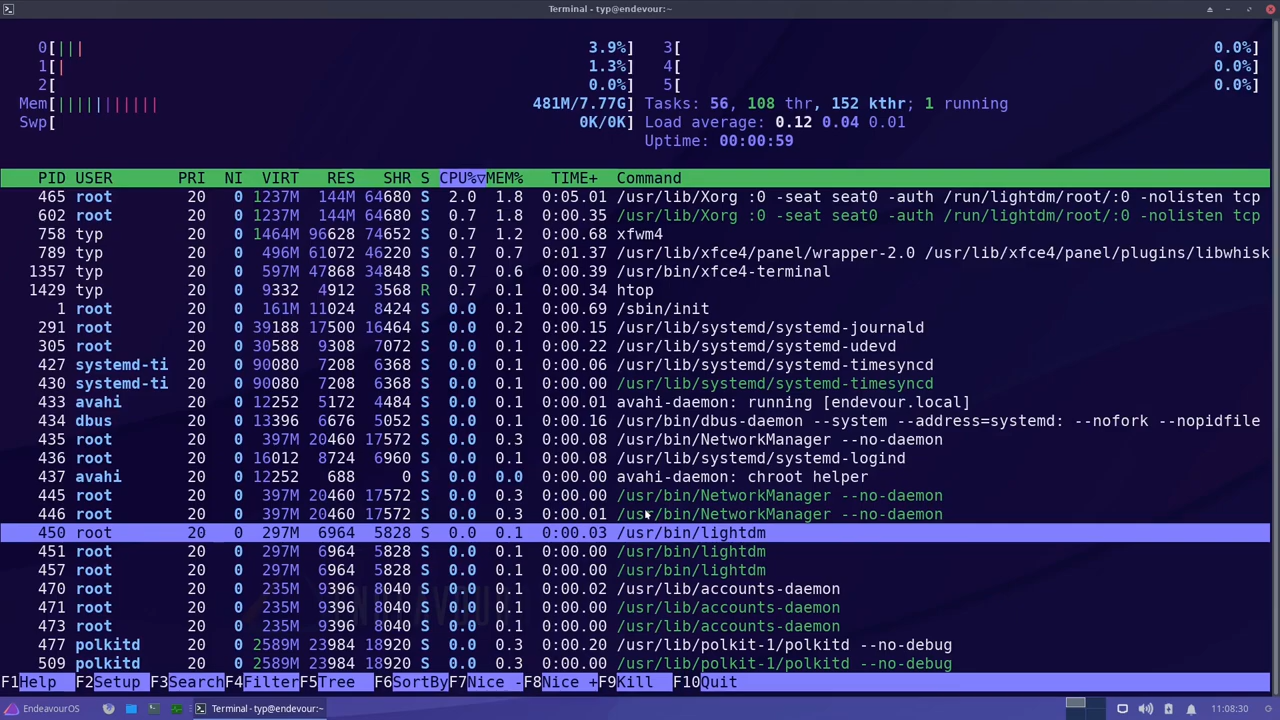 Terminal - typ@endevour:~
0[||| 3.9%] 3[ 0.0%]
1[| 1.3%] 4[ 0.0%]
2[ 0.0%] 5[ 0.0%]
Mem[||||||||||| 481M/7.77G] Tasks: 56, 108 thr, 152 kthr; 1 running
Swp[ 0K/0K] Load average: 0.12 0.04 0.01
Uptime: 00:00:59
PID USER PRI NI VIRT RES SHR S CPU%▽MEM% TIME+ Command
465 root 20 0 1237M 144M 64680 S 2.0 1.8 0:05.01 /usr/lib/Xorg :0 -seat seat0 -auth /run/lightdm/root/:0 -nolisten tcp
602 root 20 0 1237M 144M 64680 S 0.7 1.8 0:00.35 /usr/lib/Xorg :0 -seat seat0 -auth /run/lightdm/root/:0 -nolisten tcp
758 typ 20 0 1464M 96628 74652 S 0.7 1.2 0:00.68 xfwm4
789 typ 20 0 496M 61072 46220 S 0.7 0.7 0:01.37 /usr/lib/xfce4/panel/wrapper-2.0 /usr/lib/xfce4/panel/plugins/libwhisk
1357 typ 20 0 597M 47868 34848 S 0.7 0.6 0:00.39 /usr/bin/xfce4-terminal
1429 typ 20 0 9332 4912 3568 R 0.7 0.1 0:00.34 htop
1 root 20 0 161M 11024 8424 S 0.0 0.1 0:00.69 /sbin/init
291 root 20 0 39188 17500 16464 S 0.0 0.2 0:00.15 /usr/lib/systemd/systemd-journald
305 root 20 0 30588 9308 7072 S 0.0 0.1 0:00.22 /usr/lib/systemd/systemd-udevd
427 systemd-ti 20 0 90080 7208 6368 S 0.0 0.1 0:00.06 /usr/lib/systemd/systemd-timesyncd
430 systemd-ti 20 0 90080 7208 6368 S 0.0 0.1 0:00.00 /usr/lib/systemd/systemd-timesyncd
433 avahi 20 0 12252 5172 4484 S 0.0 0.1 0:00.01 avahi-daemon: running [endevour.local]
434 dbus 20 0 13396 6676 5052 S 0.0 0.1 0:00.16 /usr/bin/dbus-daemon --system --address=systemd: --nofork --nopidfile
435 root 20 0 397M 20460 17572 S 0.0 0.3 0:00.08 /usr/bin/NetworkManager --no-daemon
436 root 20 0 16012 8724 6960 S 0.0 0.1 0:00.08 /usr/lib/systemd/systemd-logind
437 avahi 20 0 12252 688 0 S 0.0 0.0 0:00.00 avahi-daemon: chroot helper
445 root 20 0 397M 20460 17572 S 0.0 0.3 0:00.00 /usr/bin/NetworkManager --no-daemon
446 root 20 0 397M 20460 17572 S 0.0 0.3 0:00.01 /usr/bin/NetworkManager --no-daemon
450 root 20 0 297M 6964 5828 S 0.0 0.1 0:00.03 /usr/bin/lightdm
451 root 20 0 297M 6964 5828 S 0.0 0.1 0:00.00 /usr/bin/lightdm
457 root 20 0 297M 6964 5828 S 0.0 0.1 0:00.00 /usr/bin/lightdm
470 root 20 0 235M 9396 8040 S 0.0 0.1 0:00.02 /usr/lib/accounts-daemon
471 root 20 0 235M 9396 8040 S 0.0 0.1 0:00.00 /usr/lib/accounts-daemon
473 root 20 0 235M 9396 8040 S 0.0 0.1 0:00.00 /usr/lib/accounts-daemon
477 polkitd 20 0 2589M 23984 18920 S 0.0 0.3 0:00.20 /usr/lib/polkit-1/polkitd --no-debug
509 polkitd 20 0 2589M 23984 18920 S 0.0 0.3 0:00.00 /usr/lib/polkit-1/polkitd --no-debug
F1Help F2Setup F3Search F4Filter F5Tree F6SortBy F7Nice - F8Nice + F9Kill F10Quit
EndeavourOS Terminal - typ@endevour:~ 11:08:30